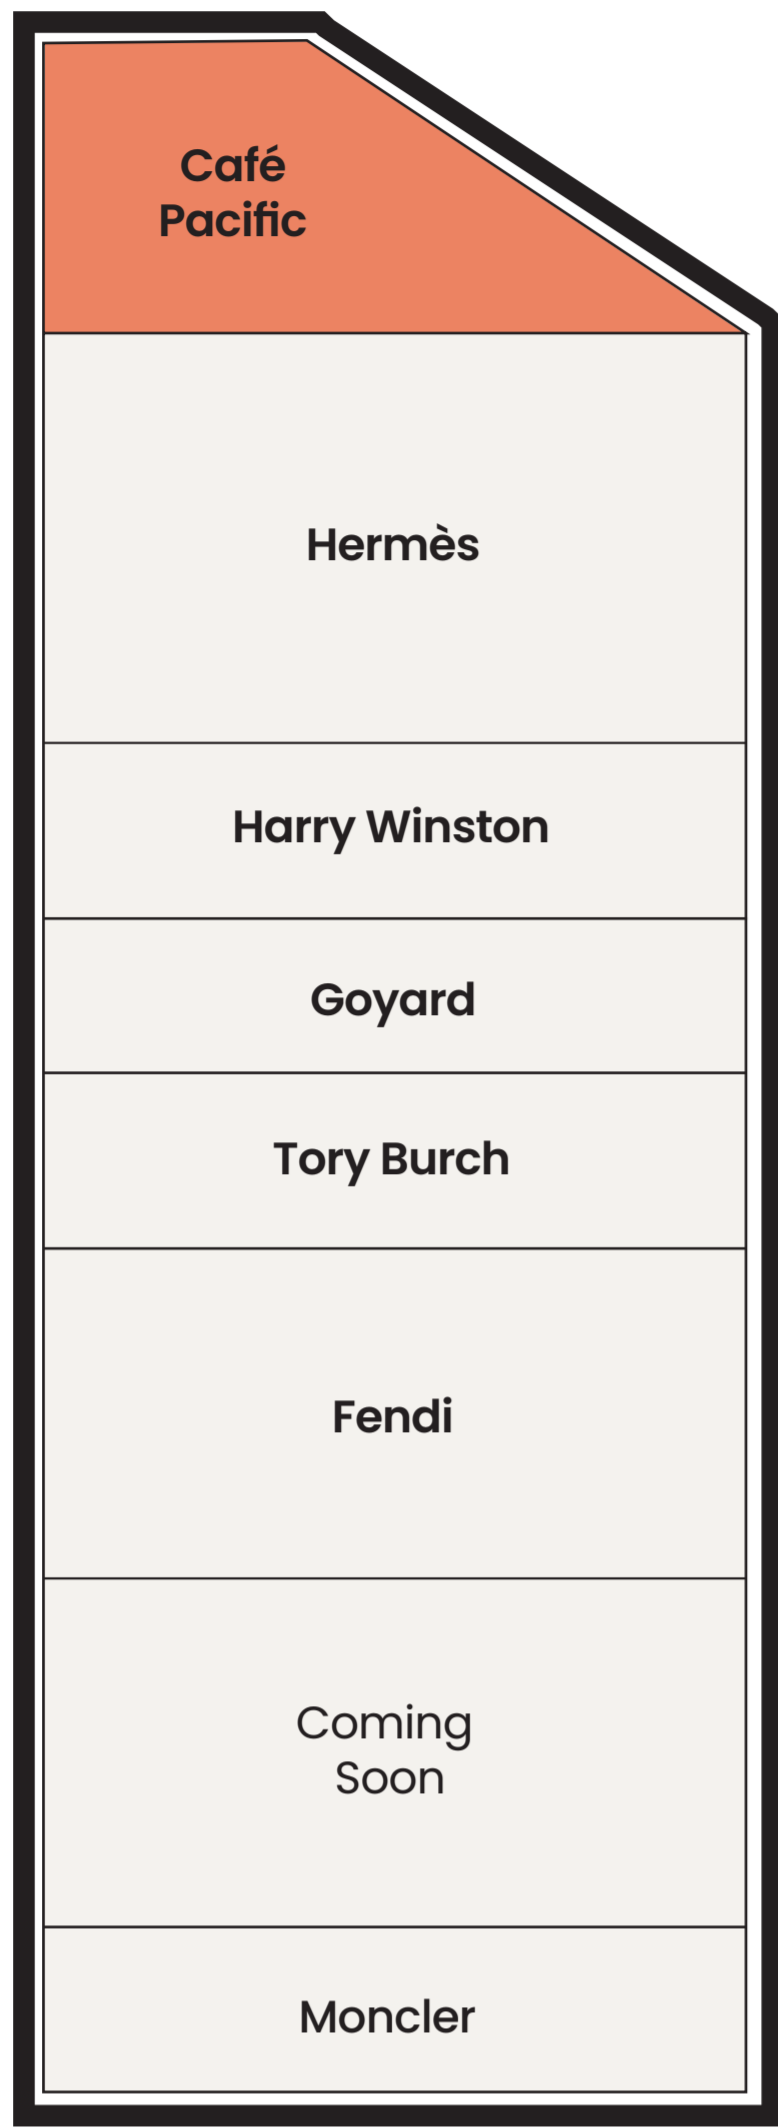 Café
Pacific
Hermès
Harry Winston
Goyard
Tory Burch
Fendi
Coming
Soon
Moncler